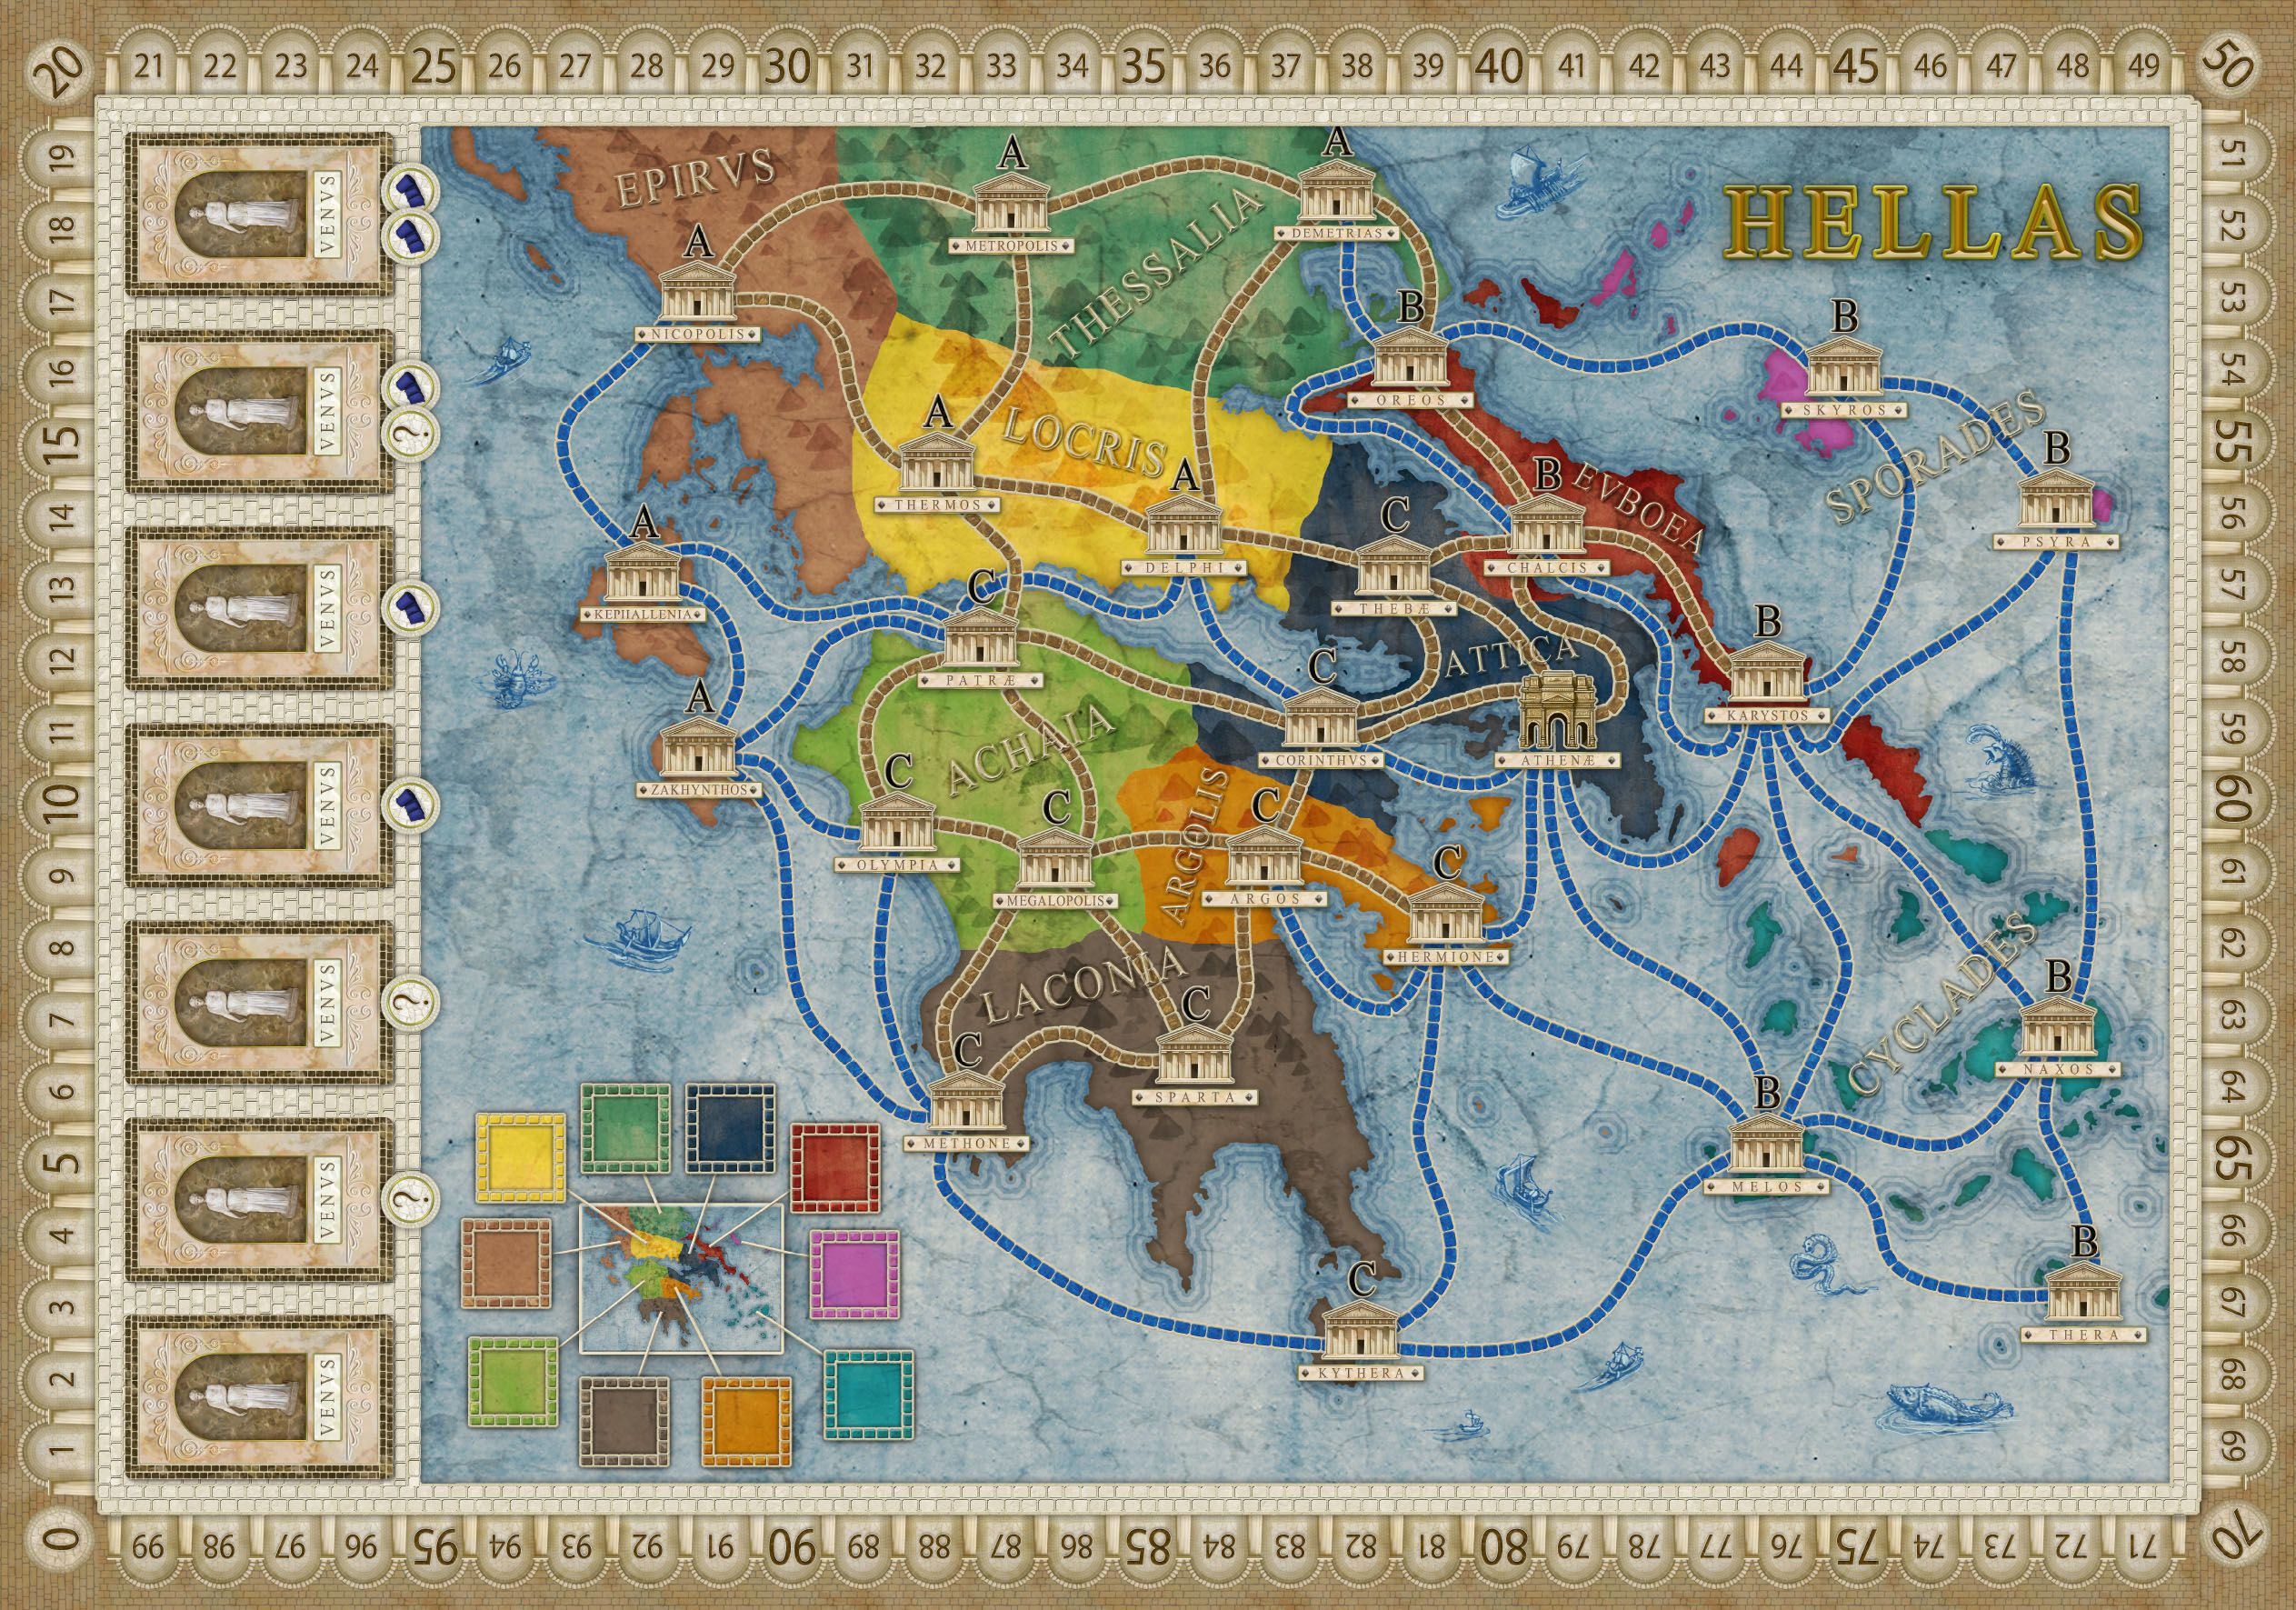 20 21 22 23 24 25 26 27 28 29 30 31 32 33 34 35 36 37 38 39 40 41 42 43 44 45 46 47 48 49 50
19
18
17
16
15
14
13
12
11
10
9
8
7
6
5
4
3
2
1
0
VENVS
VENVS
?
VENVS
VENVS
VENVS
?
VENVS
?
VENVS
HELLAS
EPIRVS
THESSALIA
LOCRIS
EVBOEA
SPORADES
ATTICA
ACHAIA
ARGOLIS
LACONIA
CYCLADES
A
METROPOLIS
A
DEMETRIAS
A
NICOPOLIS
B
OREOS
B
SKYROS
A
THERMOS
A
DELPHI
B
CHALCIS
B
PSYRA
C
THEBÆ
A
KEPHALLENIA
C
PATRÆ
B
KARYSTOS
C
CORINTHVS
ATHENÆ
A
ZAKHYNTHOS
C
OLYMPIA
C
MEGALOPOLIS
C
ARGOS
C
HERMIONE
B
NAXOS
C
SPARTA
C
METHONE
B
MELOS
B
THERA
C
KYTHERA
51
52
53
54
55
56
57
58
59
60
61
62
63
64
65
66
67
68
69
99 98 97 96 95 94 93 92 91 90 89 88 87 86 85 84 83 82 81 80 79 78 77 76 75 74 73 72 71 70